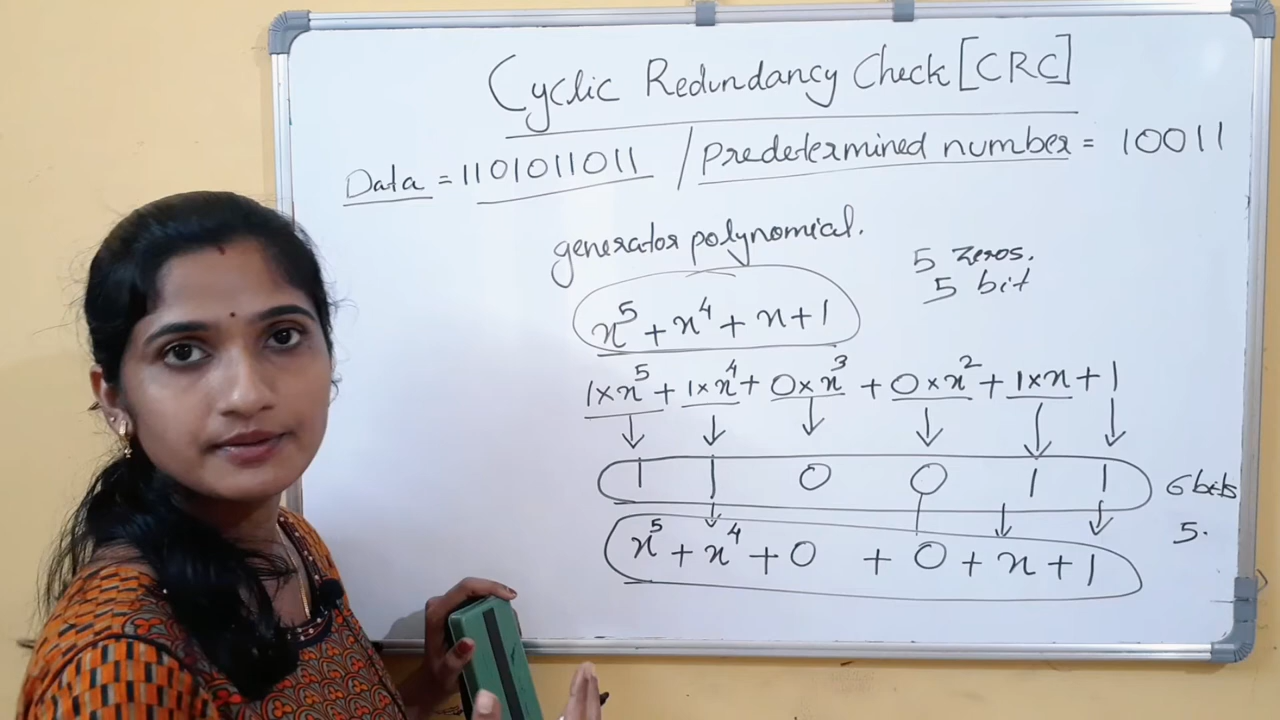 Cyclic Redundancy Check [CRC]
Data = 1101011011 / predetermined number = 10011
generator polynomial.
5 zeros.
5 bit
x⁵ + x⁴ + x + 1
1 × x⁵ + 1 × x⁴ + 0 × x³ + 0 × x² + 1 × x + 1
1 1 0 0 1 1 6 bits
5.
x⁵ + x⁴ + 0 + 0 + x + 1